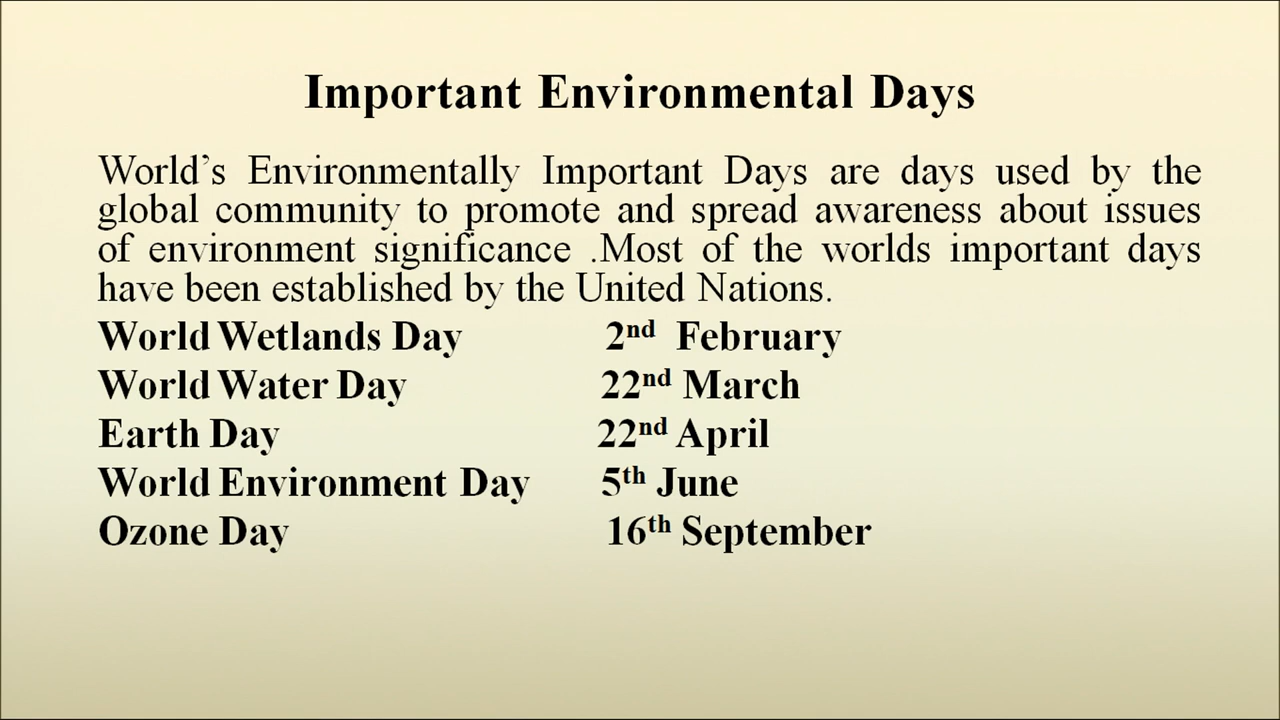 Important Environmental Days
World’s Environmentally Important Days are days used by the
global community to promote and spread awareness about issues
of environment significance .Most of the worlds important days
have been established by the United Nations.
World Wetlands Day 2nd February
World Water Day 22nd March
Earth Day 22nd April
World Environment Day 5th June
Ozone Day 16th September